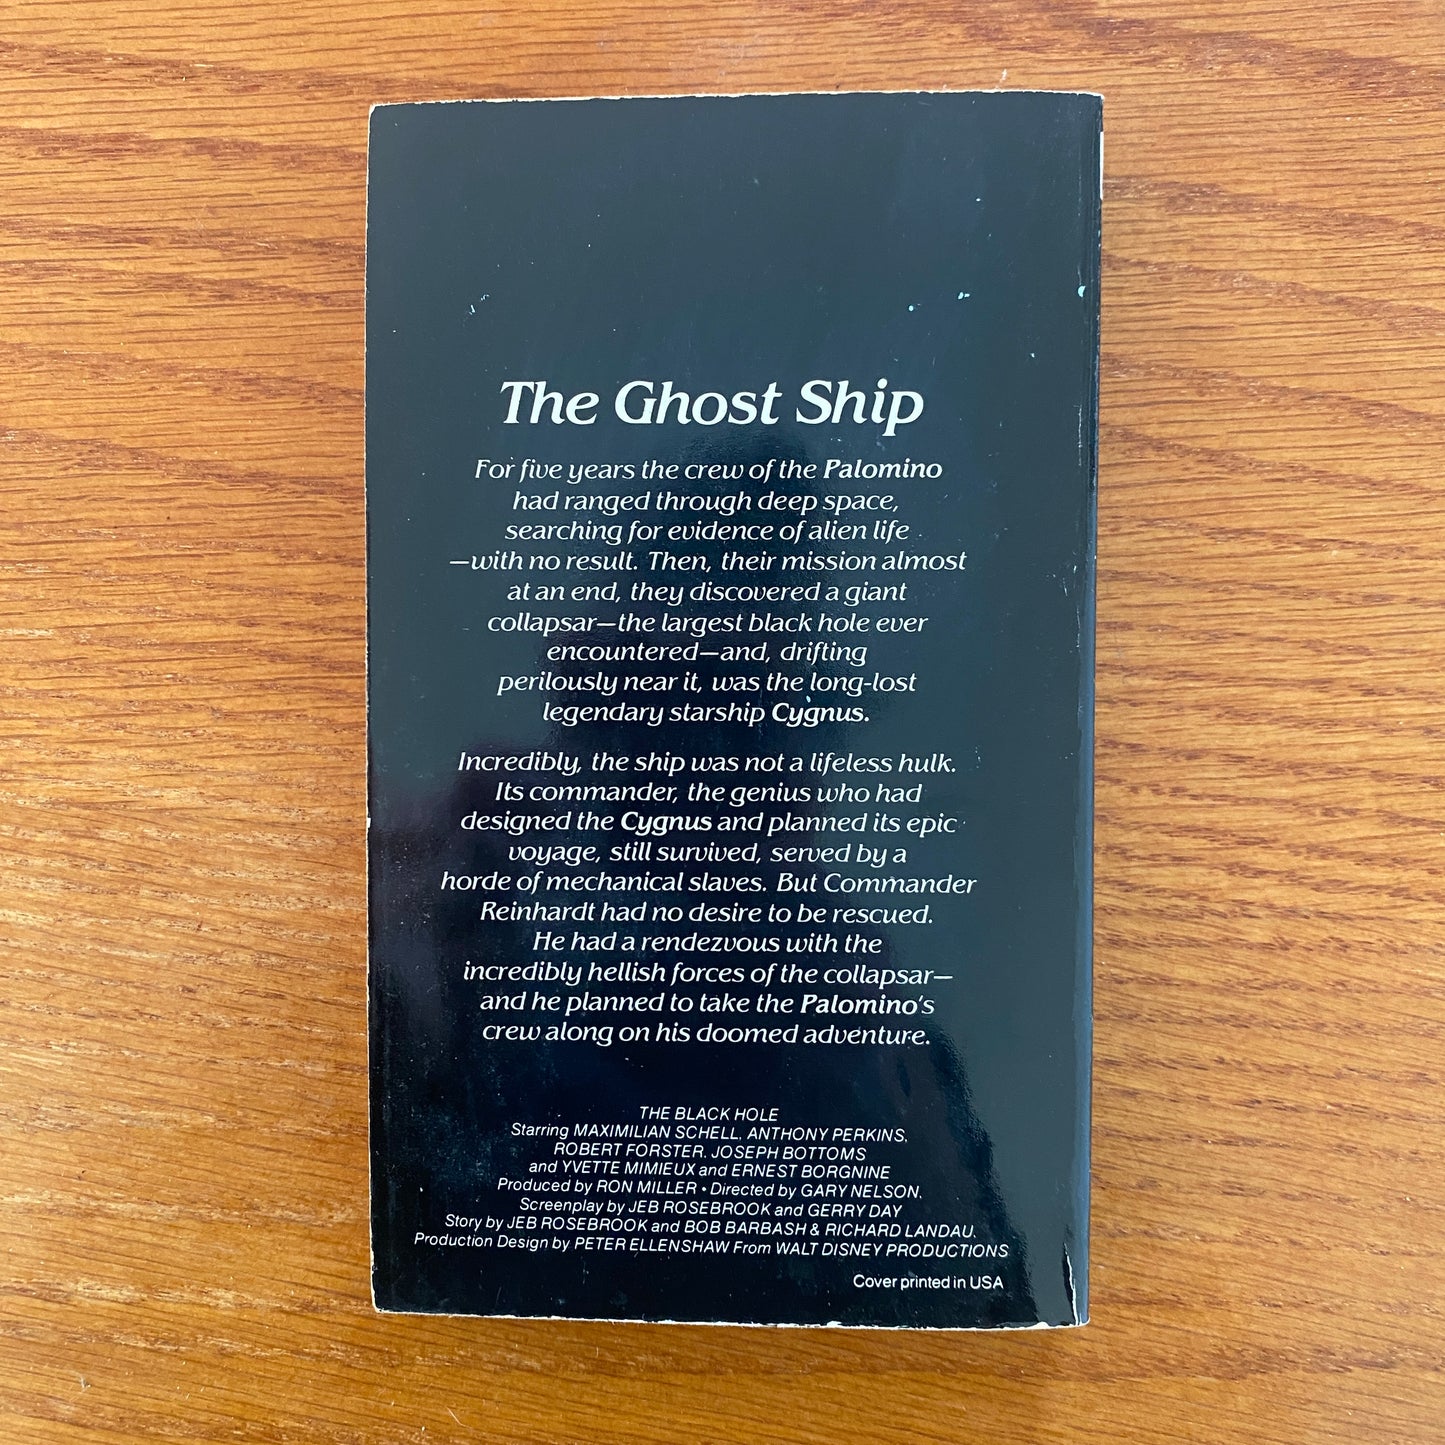 The Ghost Ship
For five years the crew of the Palomino
had ranged through deep space,
searching for evidence of alien life
—with no result. Then, their mission almost
at an end, they discovered a giant
collapsar—the largest black hole ever
encountered—and, drifting
perilously near it, was the long-lost
legendary starship Cygnus.
Incredibly, the ship was not a lifeless hulk.
Its commander, the genius who had
designed the Cygnus and planned its epic
voyage, still survived, served by a
horde of mechanical slaves. But Commander
Reinhardt had no desire to be rescued.
He had a rendezvous with the
incredibly hellish forces of the collapsar—
and he planned to take the Palomino's
crew along on his doomed adventure.
THE BLACK HOLE
Starring MAXIMILIAN SCHELL, ANTHONY PERKINS,
ROBERT FORSTER, JOSEPH BOTTOMS
and YVETTE MIMIEUX and ERNEST BORGNINE
Produced by RON MILLER • Directed by GARY NELSON,
Screenplay by JEB ROSEBROOK and GERRY DAY
Story by JEB ROSEBROOK and BOB BARBASH & RICHARD LANDAU,
Production Design by PETER ELLENSHAW From WALT DISNEY PRODUCTIONS
Cover printed in USA